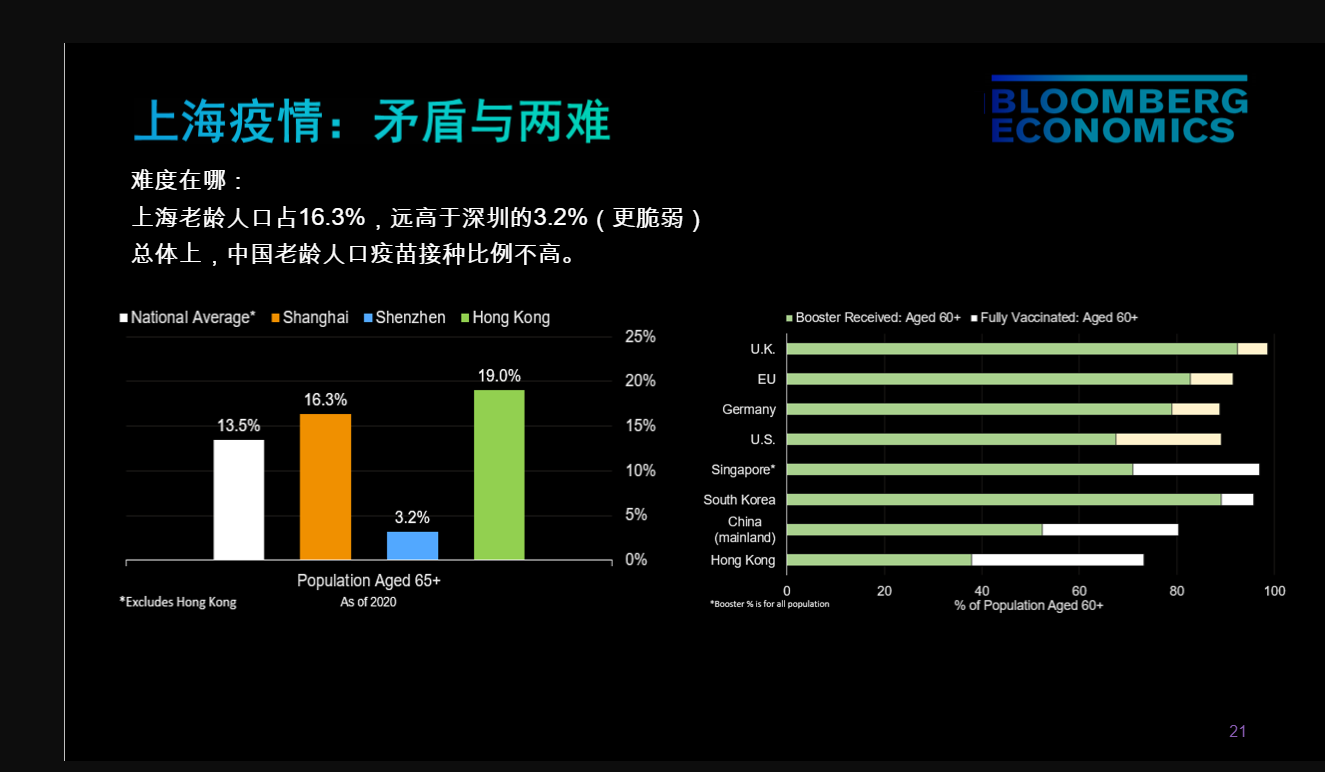 上海疫情：矛盾与两难
BLOOMBERG
ECONOMICS
难度在哪：
上海老龄人口占16.3%，远高于深圳的3.2%（更脆弱）
总体上，中国老龄人口疫苗接种比例不高。
National Average* Shanghai Shenzhen Hong Kong
25%
20%
15%
10%
5%
0%
13.5%
16.3%
3.2%
19.0%
Population Aged 65+
*Excludes Hong Kong
As of 2020
Booster Received: Aged 60+ Fully Vaccinated: Aged 60+
U.K.
EU
Germany
U.S.
Singapore*
South Korea
China
(mainland)
Hong Kong
0 20 40 60 80 100
*Booster % is for all population
% of Population Aged 60+
21